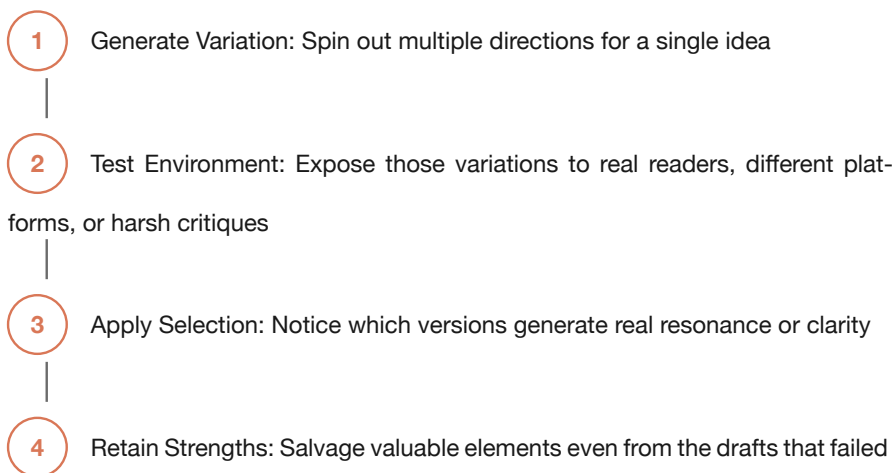 1 Generate Variation: Spin out multiple directions for a single idea
2 Test Environment: Expose those variations to real readers, different plat-
forms, or harsh critiques
3 Apply Selection: Notice which versions generate real resonance or clarity
4 Retain Strengths: Salvage valuable elements even from the drafts that failed